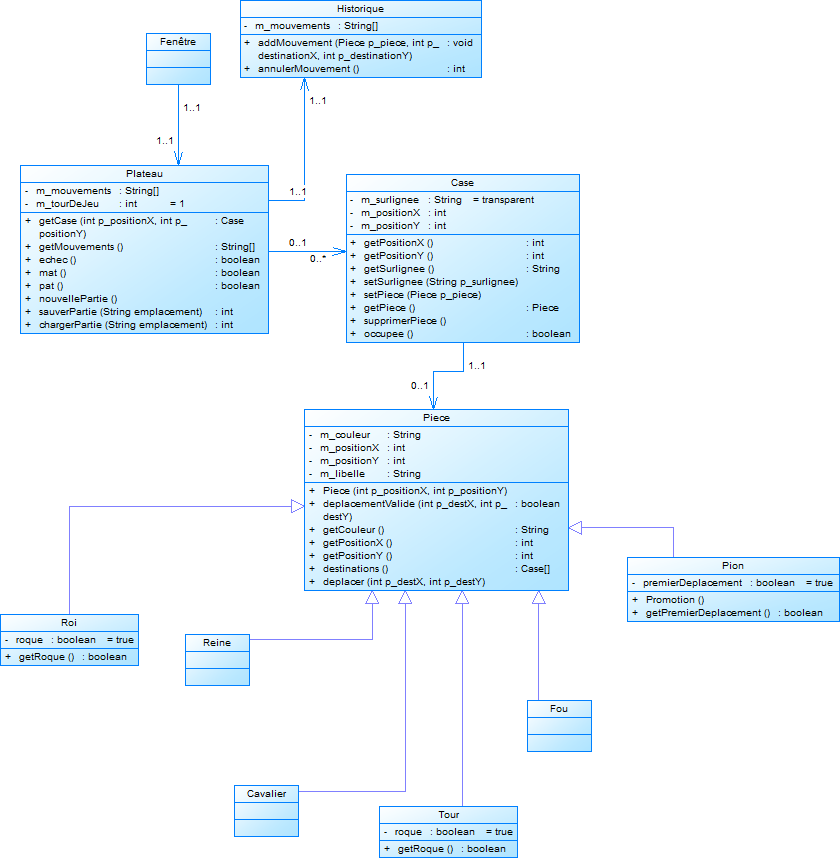 Historique
- m_mouvements : String[]
+ addMouvement (Piece p_piece, int p_ : void
destinationX, int p_destinationY)
+ annulerMouvement () : int
Fenêtre
1..1
1..1
1..1
1..1
Plateau
- m_mouvements : String[]
- m_tourDeJeu : int = 1
+ getCase (int p_positionX, int p_ : Case
positionY)
+ getMouvements () : String[]
+ echec () : boolean
+ mat () : boolean
+ pat () : boolean
+ nouvellePartie ()
+ sauverPartie (String emplacement) : int
+ chargerPartie (String emplacement) : int
0..1
0..*
Case
- m_surlignee : String = transparent
- m_positionX : int
- m_positionY : int
+ getPositionX () : int
+ getPositionY () : int
+ getSurlignee () : String
+ setSurlignee (String p_surlignee)
+ setPiece (Piece p_piece)
+ getPiece () : Piece
+ supprimerPiece ()
+ occupee () : boolean
1..1
0..1
Piece
- m_couleur : String
- m_positionX : int
- m_positionY : int
- m_libelle : String
+ Piece (int p_positionX, int p_positionY)
+ deplacementValide (int p_destX, int p_ : boolean
destY)
+ getCouleur () : String
+ getPositionX () : int
+ getPositionY () : int
+ destinations () : Case[]
+ deplacer (int p_destX, int p_destY)
Pion
- premierDeplacement : boolean = true
+ Promotion ()
+ getPremierDeplacement () : boolean
Roi
- roque : boolean = true
+ getRoque () : boolean
Reine
Fou
Cavalier
Tour
- roque : boolean = true
+ getRoque () : boolean